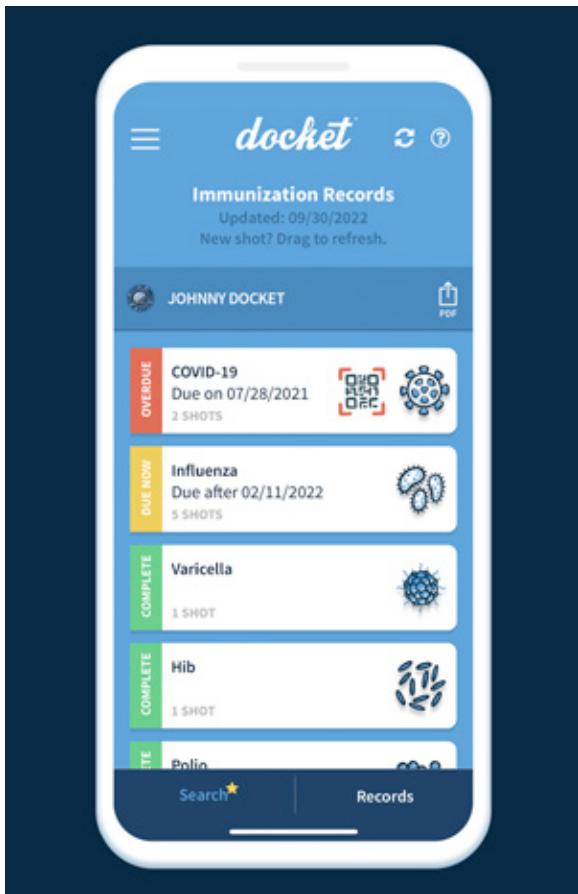 docket
Immunization Records
Updated: 09/30/2022
New shot? Drag to refresh.
JOHNNY DOCKET
PDF
OVERDUE
COVID-19
Due on 07/28/2021
2 SHOTS
DUE NOW
Influenza
Due after 02/11/2022
5 SHOTS
COMPLETE
Varicella
1 SHOT
COMPLETE
Hib
1 SHOT
Polio
Search
Records